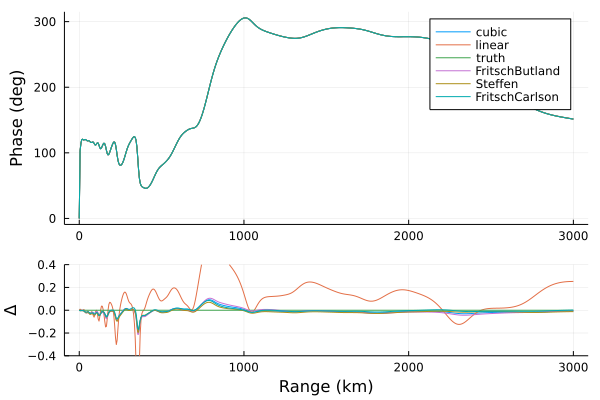 Phase (deg)
300
200
100
0
cubic
linear
truth
FritschButland
Steffen
FritschCarlson
0
1000
2000
3000
Δ
0.4
0.2
0.0
−0.2
−0.4
0
1000
2000
3000
Range (km)